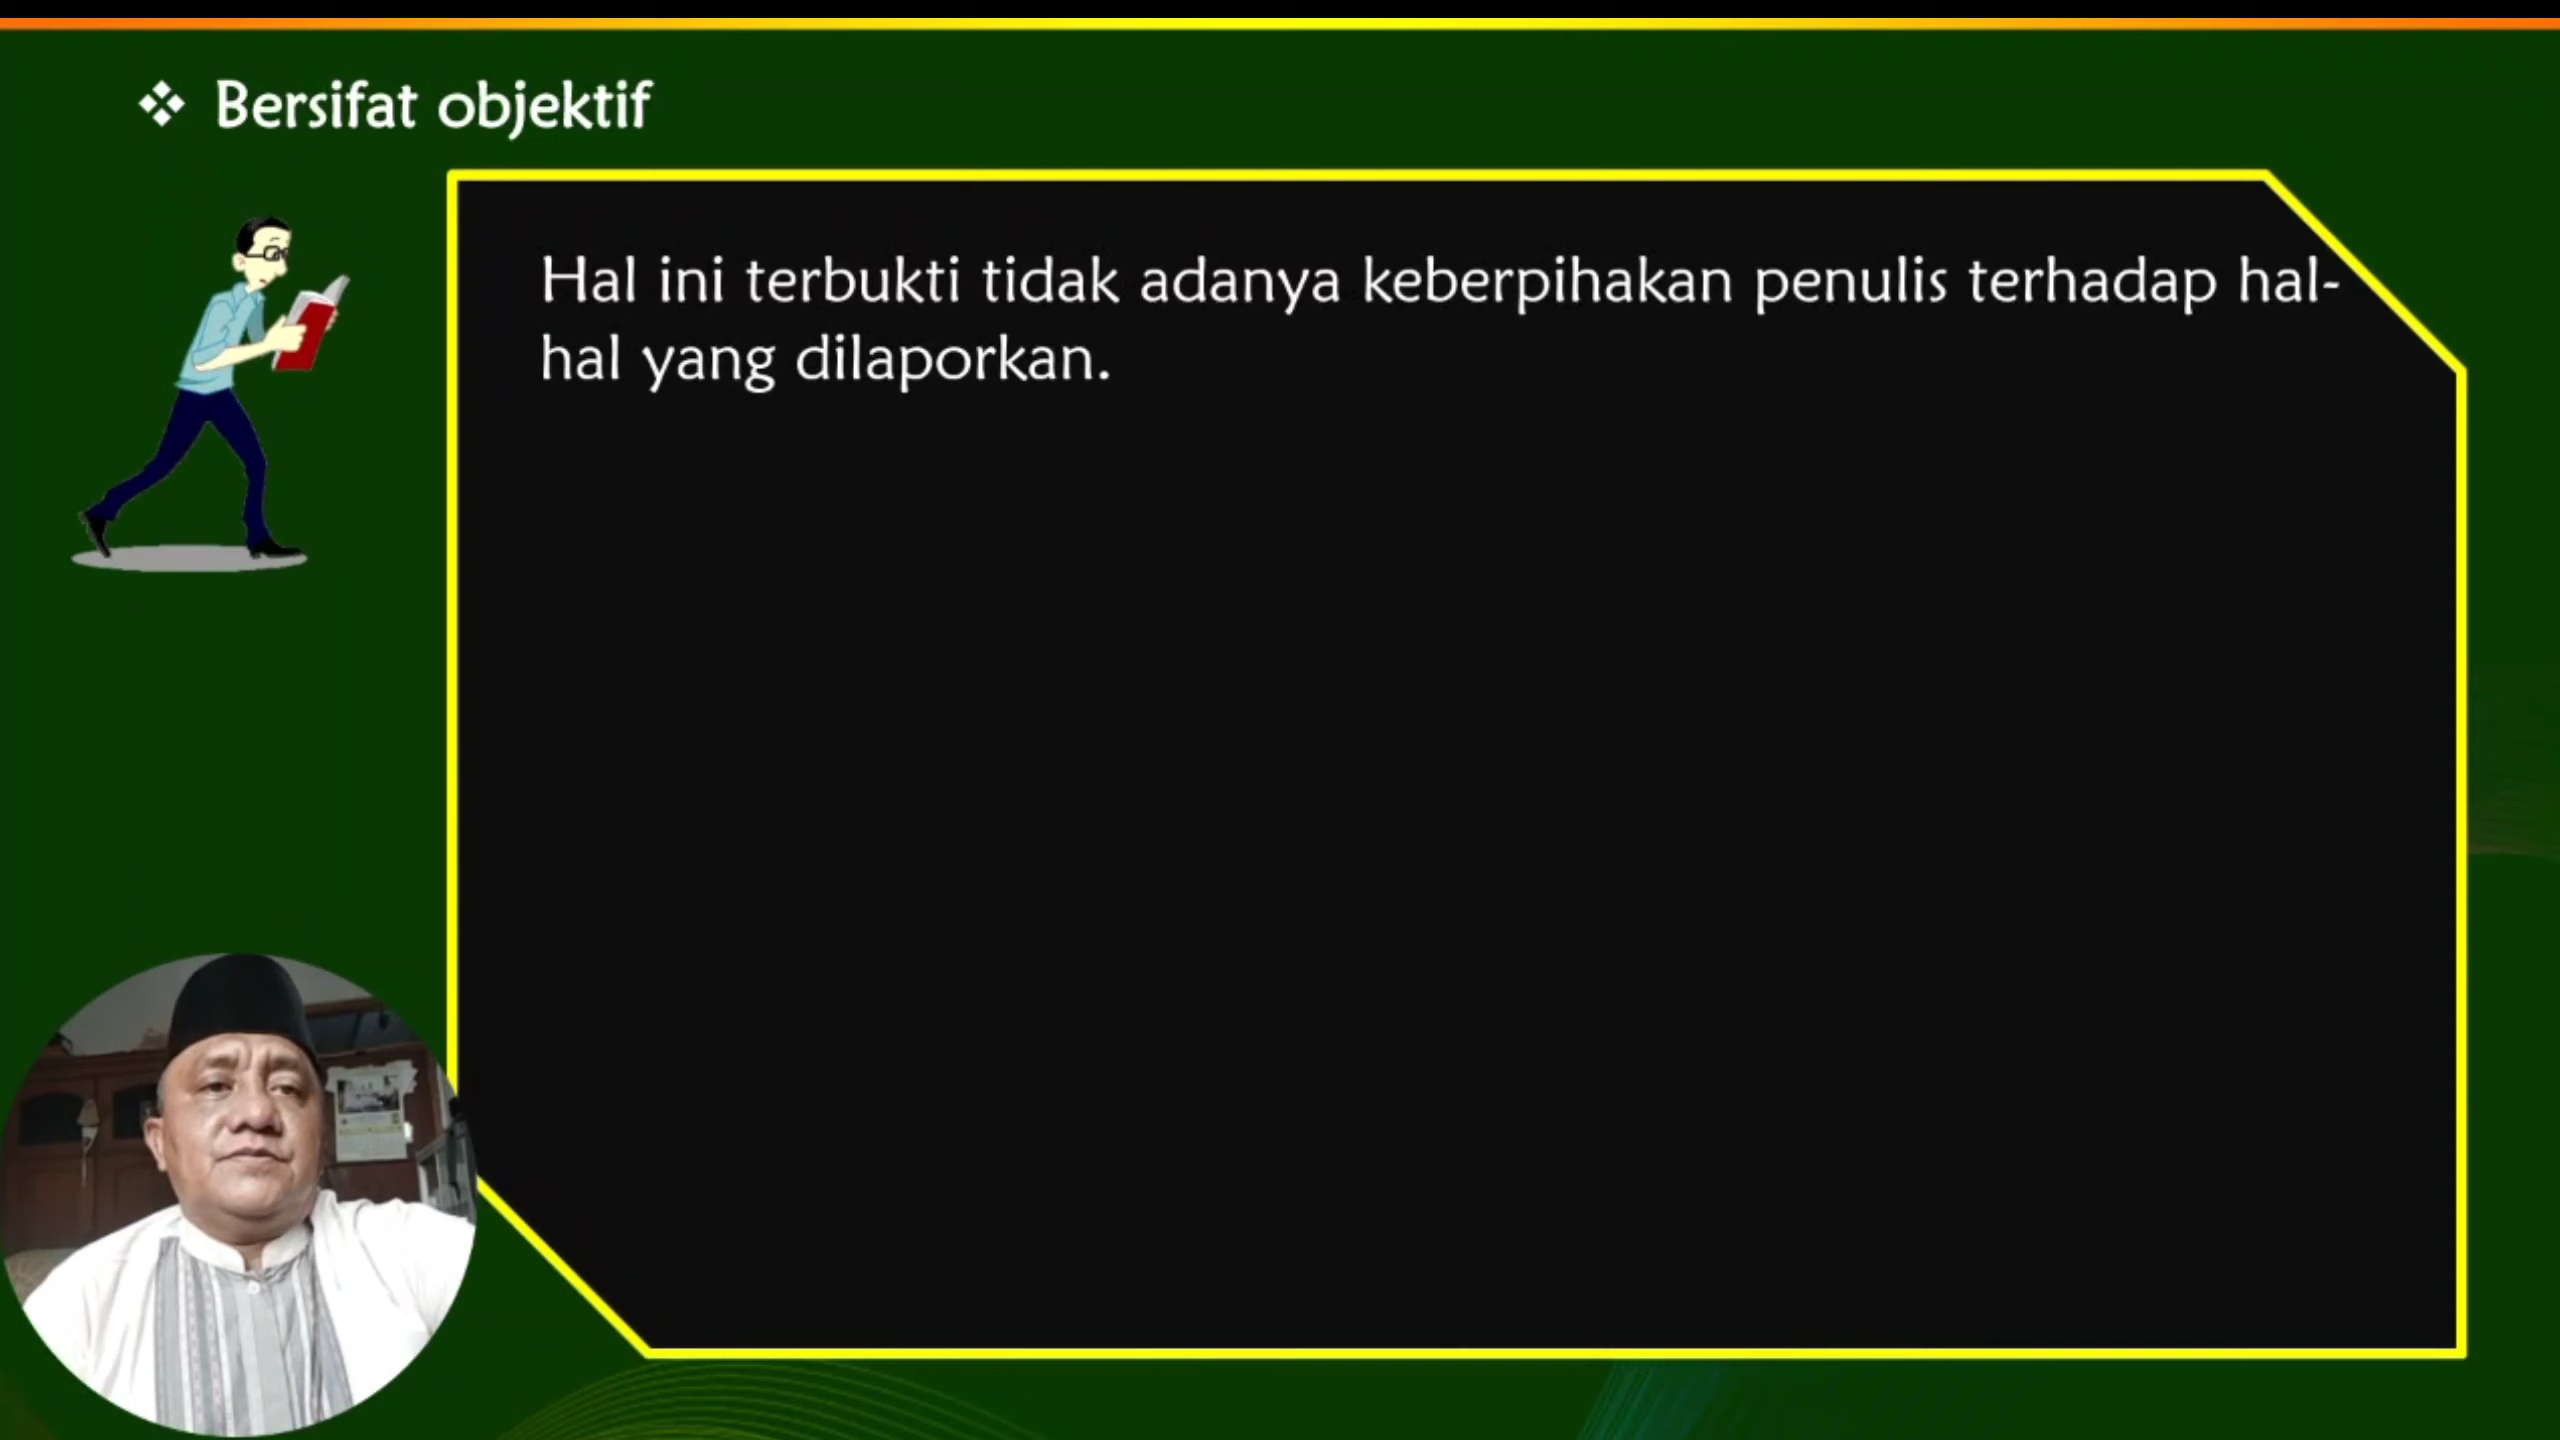 Bersifat objektif
Hal ini terbukti tidak adanya keberpihakan penulis terhadap hal-
hal yang dilaporkan.